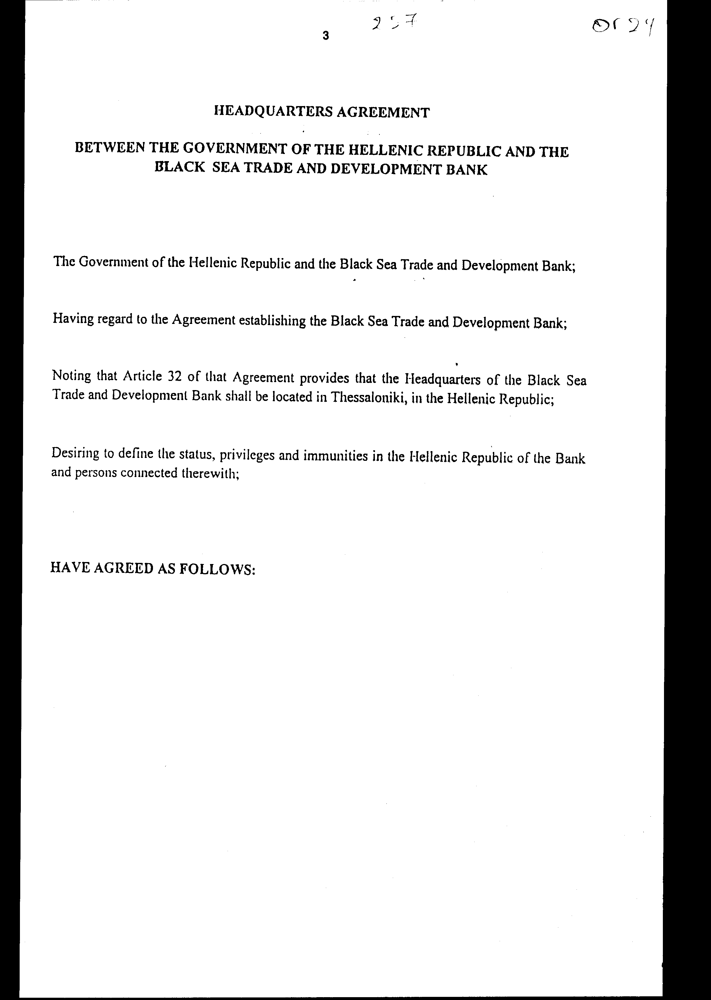 3
HEADQUARTERS AGREEMENT
BETWEEN THE GOVERNMENT OF THE HELLENIC REPUBLIC AND THE
BLACK SEA TRADE AND DEVELOPMENT BANK
The Government of the Hellenic Republic and the Black Sea Trade and Development Bank;
Having regard to the Agreement establishing the Black Sea Trade and Development Bank;
Noting that Article 32 of that Agreement provides that the Headquarters of the Black Sea
Trade and Development Bank shall be located in Thessaloniki, in the Hellenic Republic;
Desiring to define the status, privileges and immunities in the Hellenic Republic of the Bank
and persons connected therewith;
HAVE AGREED AS FOLLOWS: